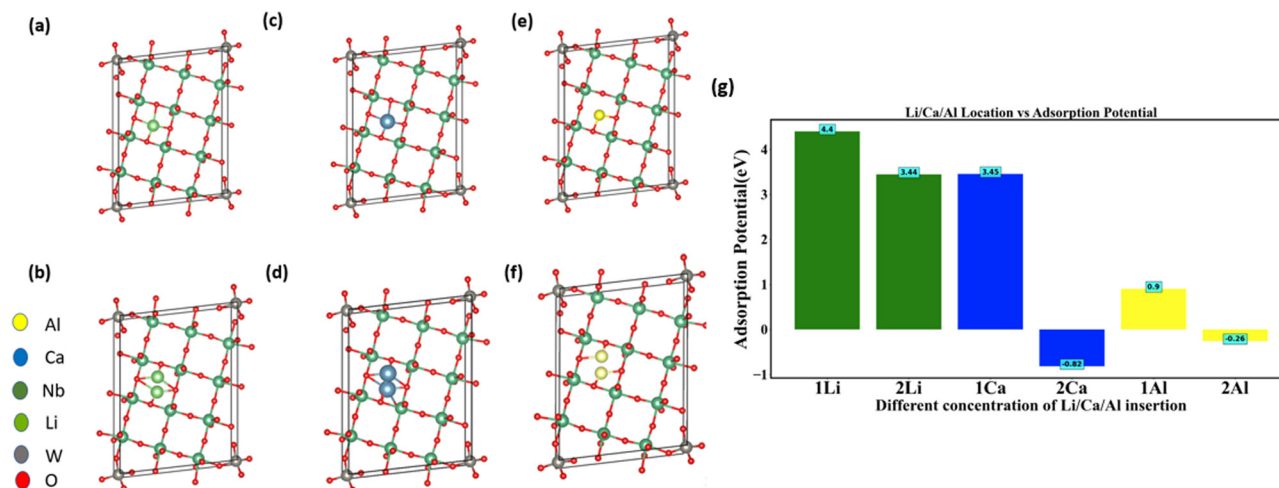 (a)
(c)
(e)
(b)
(d)
(f)
Al
Ca
Nb
Li
W
O
(g)
Li/Ca/Al Location vs Adsorption Potential
Adsorption Potential(eV)
4
3
2
1
0
−1
4.4
3.44
3.45
-0.82
0.9
-0.26
1Li 2Li 1Ca 2Ca 1Al 2Al
Different concentration of Li/Ca/Al insertion